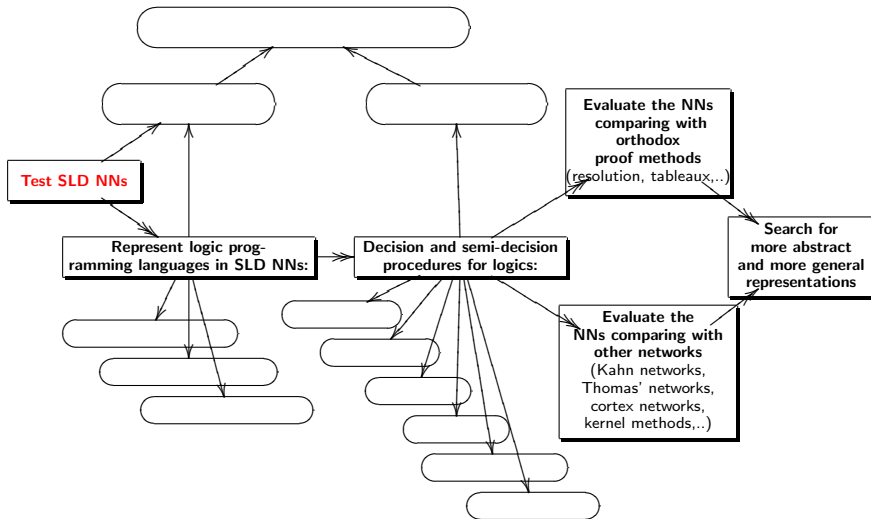 Evaluate the NNs
comparing with
orthodox
proof methods
(resolution, tableaux,..)
Test SLD NNs
Represent logic prog-
ramming languages in SLD NNs:
Decision and semi-decision
procedures for logics:
Search for
more abstract
and more general
representations
Evaluate the
NNs comparing with
other networks
(Kahn networks,
Thomas' networks,
cortex networks,
kernel methods,..)